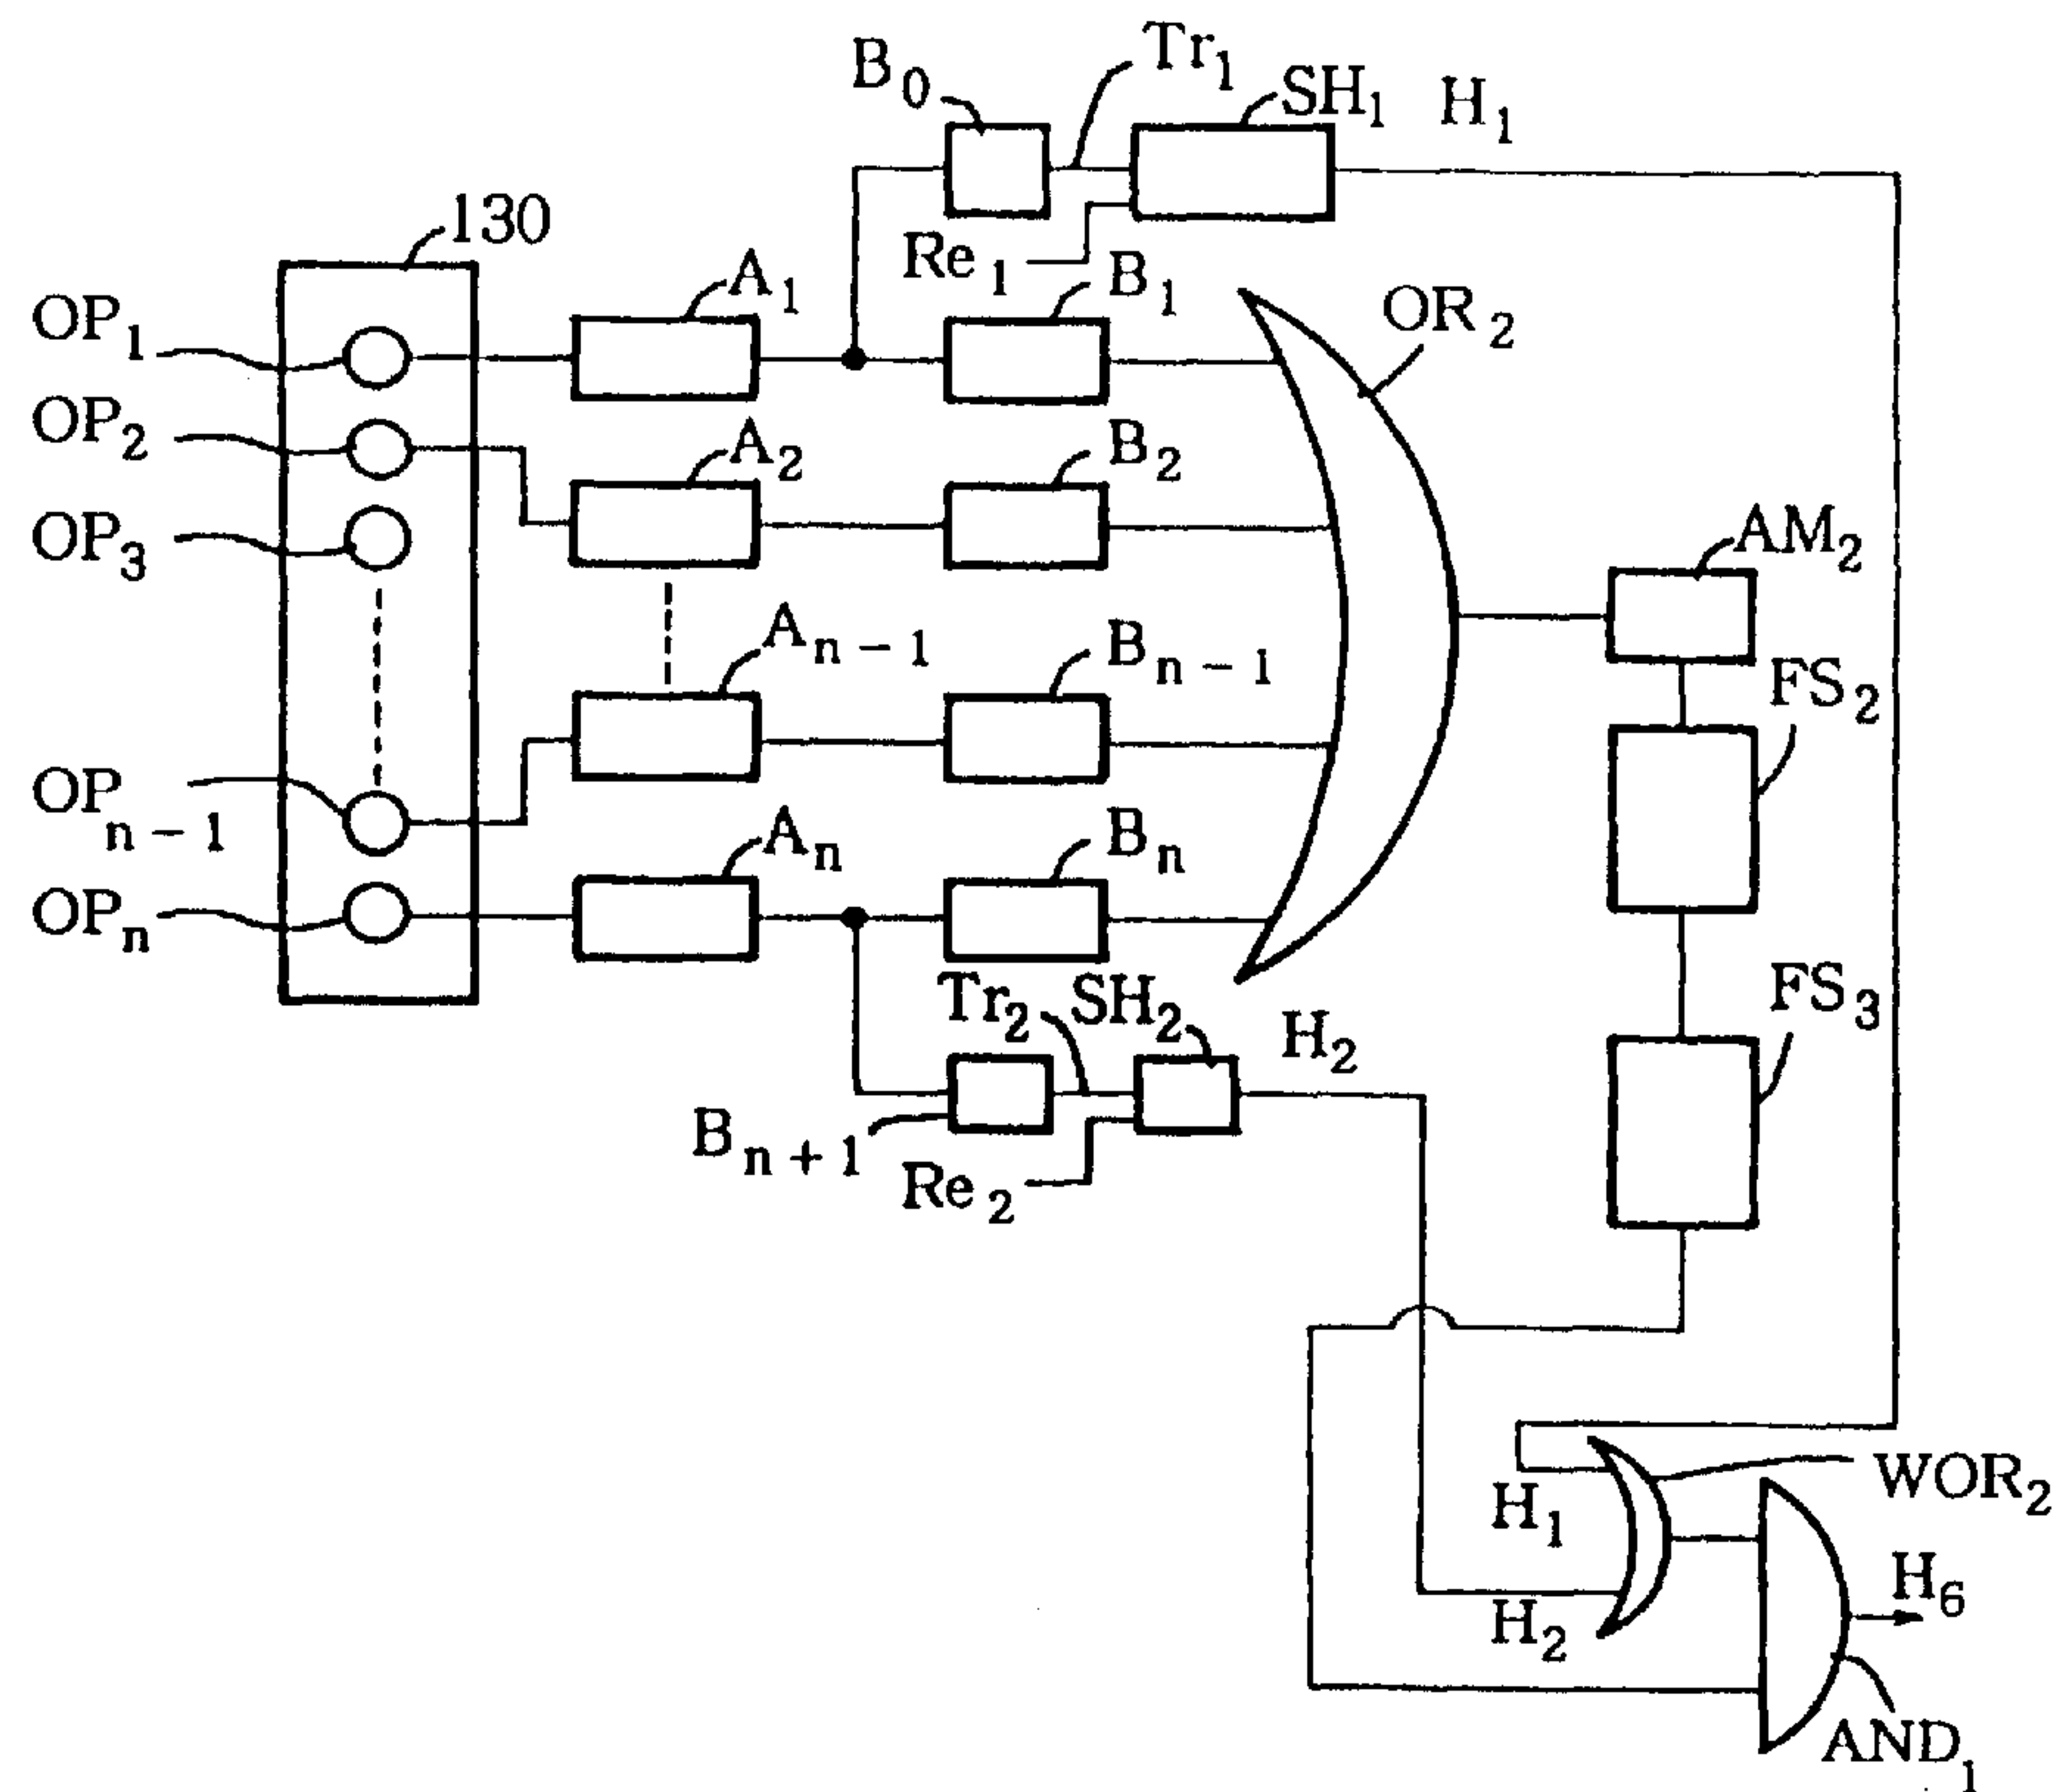 B₀
Tr₁
SH₁
H₁
130
Re₁
A₁
B₁
OR₂
OP₁
OP₂
A₂
B₂
OP₃
AM₂
Aₙ₋₁
Bₙ₋₁
FS₂
OPₙ₋₁
Aₙ
Bₙ
OPₙ
Tr₂
SH₂
H₂
FS₃
Bₙ₊₁
Re₂
WOR₂
H₁
H₆
H₂
AND₁